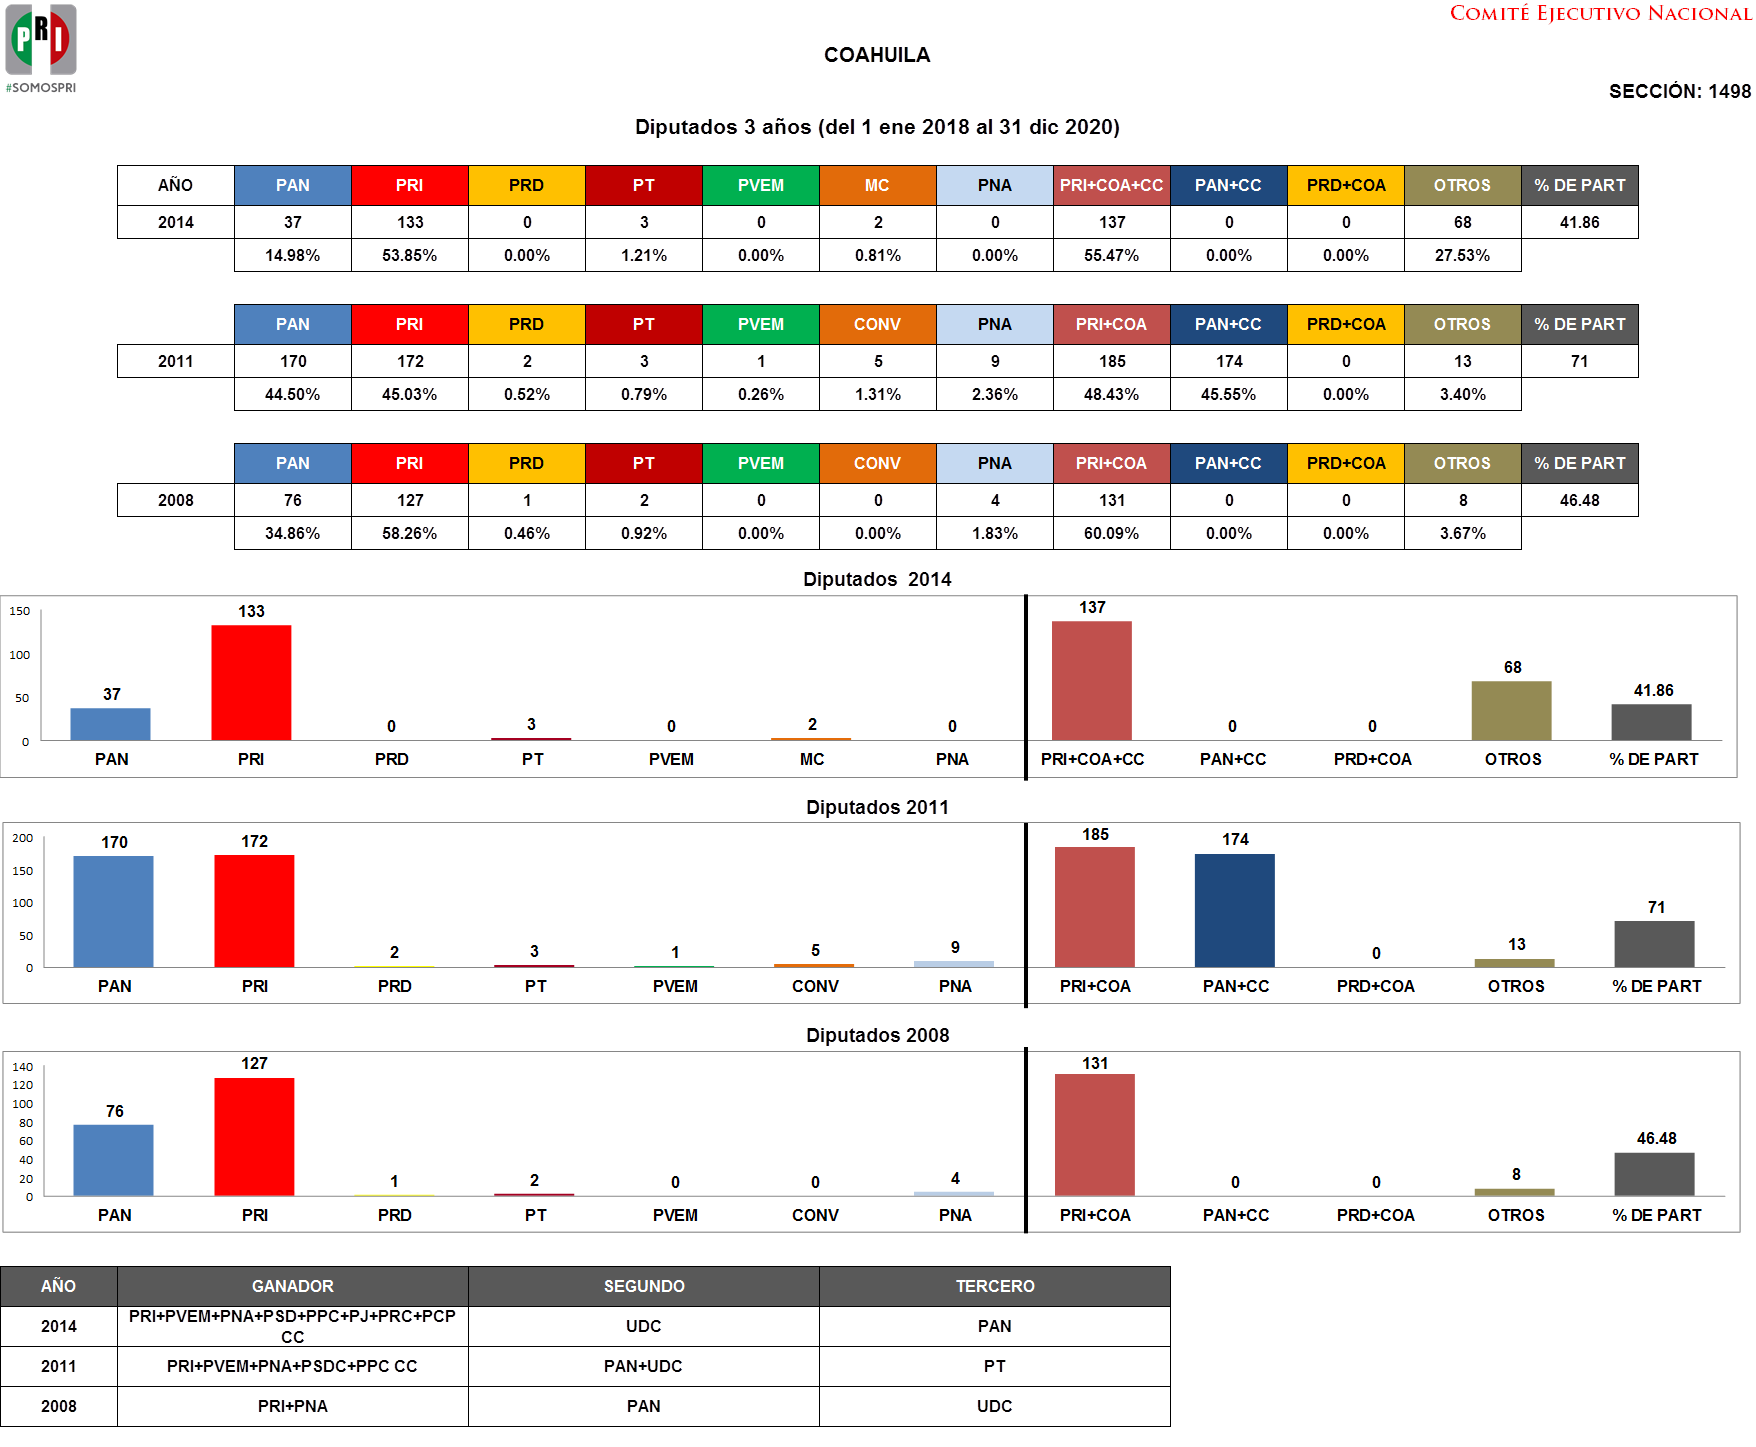 PRI
#SOMOSPRI
COMITÉ EJECUTIVO NACIONAL
COAHUILA
SECCIÓN: 1498
Diputados 3 años (del 1 ene 2018 al 31 dic 2020)
AÑO PAN PRI PRD PT PVEM MC PNA PRI+COA+CC PAN+CC PRD+COA OTROS % DE PART
2014 37 133 0 3 0 2 0 137 0 0 68 41.86
14.98% 53.85% 0.00% 1.21% 0.00% 0.81% 0.00% 55.47% 0.00% 0.00% 27.53%
PAN PRI PRD PT PVEM CONV PNA PRI+COA PAN+CC PRD+COA OTROS % DE PART
2011 170 172 2 3 1 5 9 185 174 0 13 71
44.50% 45.03% 0.52% 0.79% 0.26% 1.31% 2.36% 48.43% 45.55% 0.00% 3.40%
PAN PRI PRD PT PVEM CONV PNA PRI+COA PAN+CC PRD+COA OTROS % DE PART
2008 76 127 1 2 0 0 4 131 0 0 8 46.48
34.86% 58.26% 0.46% 0.92% 0.00% 0.00% 1.83% 60.09% 0.00% 0.00% 3.67%
Diputados 2014
150
100
50
0
37 133 0 3 0 2 0 137 0 0 68 41.86
PAN PRI PRD PT PVEM MC PNA PRI+COA+CC PAN+CC PRD+COA OTROS % DE PART
Diputados 2011
200
150
100
50
0
170 172 2 3 1 5 9 185 174 0 13 71
PAN PRI PRD PT PVEM CONV PNA PRI+COA PAN+CC PRD+COA OTROS % DE PART
Diputados 2008
140
120
100
80
60
40
20
0
76 127 1 2 0 0 4 131 0 0 8 46.48
PAN PRI PRD PT PVEM CONV PNA PRI+COA PAN+CC PRD+COA OTROS % DE PART
AÑO GANADOR SEGUNDO TERCERO
2014 PRI+PVEM+PNA+PSD+PPC+PJ+PRC+PCP CC UDC PAN
2011 PRI+PVEM+PNA+PSDC+PPC CC PAN+UDC PT
2008 PRI+PNA PAN UDC